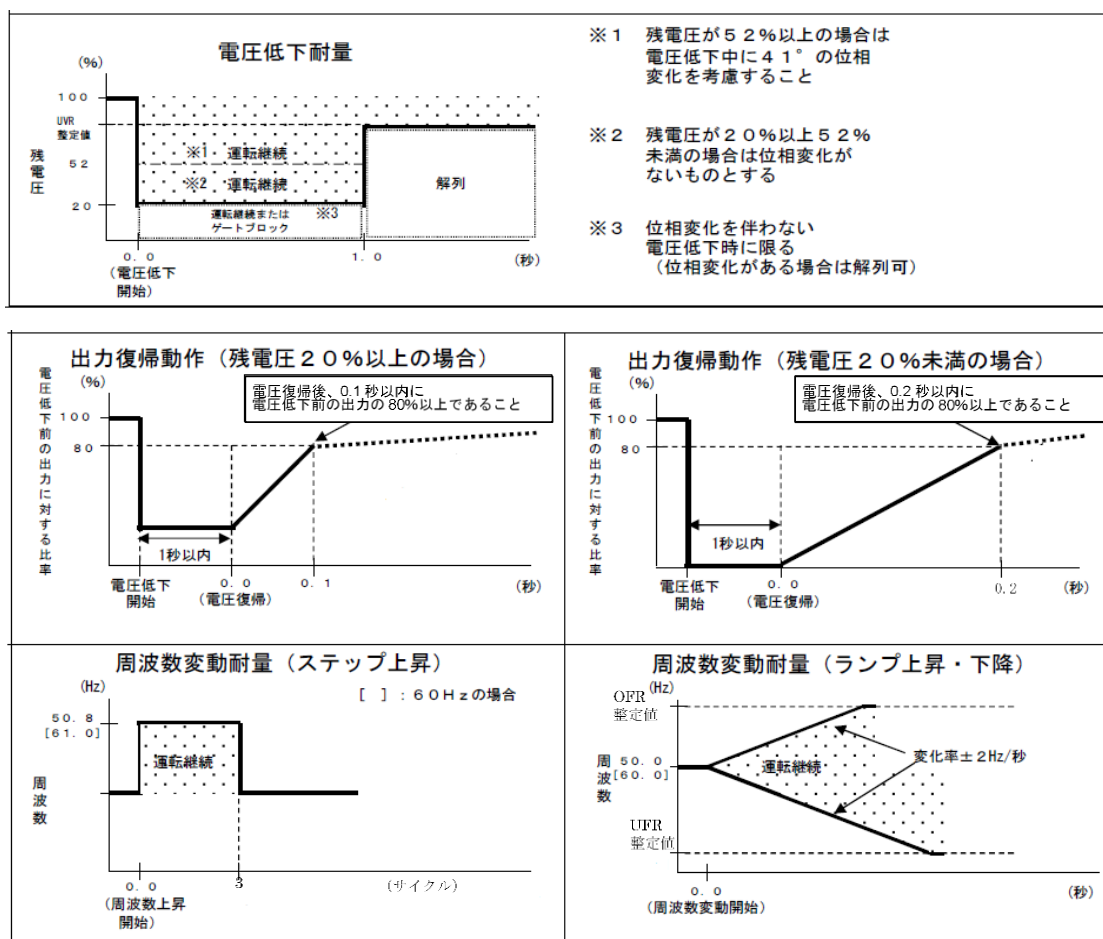 電圧低下耐量
(%)
100
UVR
整定値
残電圧
52
20
※1 運転継続
※2 運転継続
運転継続または ※3
ゲートブロック
解列
0.0
(電圧低下
開始)
1.0
(秒)
※1 残電圧が52%以上の場合は
電圧低下中に41°の位相
変化を考慮すること
※2 残電圧が20%以上52%
未満の場合は位相変化が
ないものとする
※3 位相変化を伴わない
電圧低下時に限る
(位相変化がある場合は解列可)
出力復帰動作(残電圧20%以上の場合)
(%)
電圧復帰後、0.1秒以内に
電圧低下前の出力の80%以上であること
100
80
電圧低下前の出力に対する比率
1秒以内
電圧低下
開始
0.0
(電圧復帰)
0.1
(秒)
出力復帰動作(残電圧20%未満の場合)
(%)
電圧復帰後、0.2秒以内に
電圧低下前の出力の80%以上であること
100
80
電圧低下前の出力に対する比率
1秒以内
電圧低下
開始
0.0
(電圧復帰)
0.2
(秒)
周波数変動耐量(ステップ上昇)
(Hz)
[ ]:60Hzの場合
50.8
[61.0]
運転継続
周波数
0.0
(周波数上昇
開始)
3
(サイクル)
周波数変動耐量(ランプ上昇・下降)
(Hz)
OFR
整定値
周波数
50.0
[60.0]
運転継続
変化率±2Hz/秒
UFR
整定値
0.0
(周波数変動開始)
(秒)